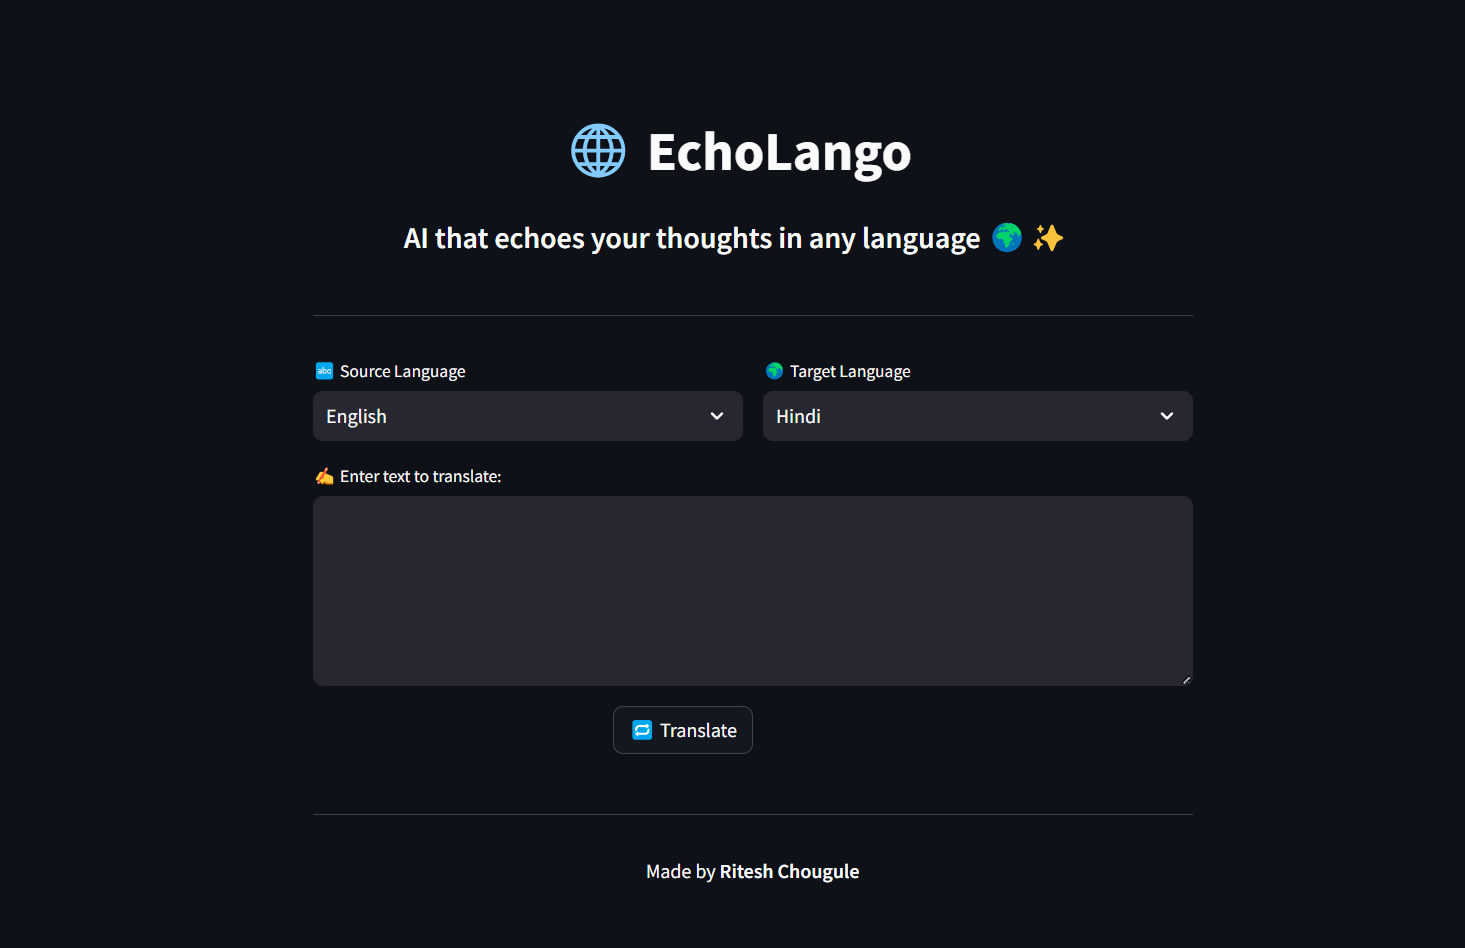 🌐 EchoLango
AI that echoes your thoughts in any language 🌍 ✨
🔤 Source Language
🌍 Target Language
English
Hindi
✍️ Enter text to translate:
🔁 Translate
Made by Ritesh Chougule